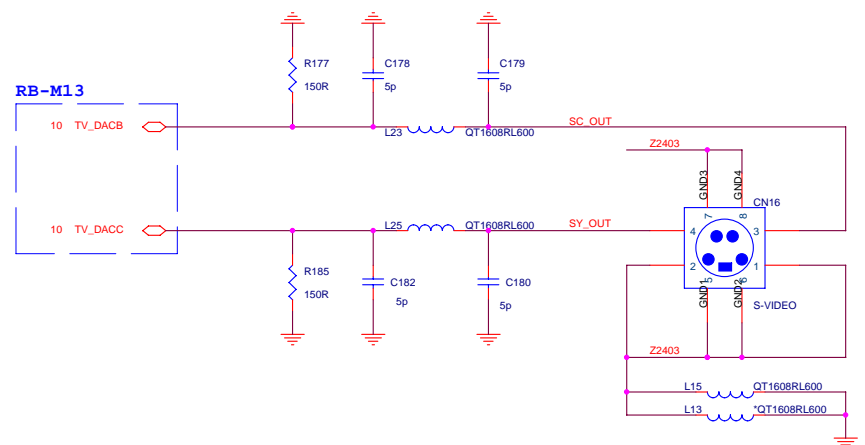 R177
150R
C178
5p
C179
5p
RB-M13
10 TV_DACB
L23 QT1608RL600
SC_OUT
Z2403
GND3
GND4
CN16
7 8
10 TV_DACC
L25 QT1608RL600
SY_OUT
4 3
2 1
R185
150R
C182
5p
C180
5p
5 6
GND1
GND2
S-VIDEO
Z2403
L15 QT1608RL600
L13 *QT1608RL600